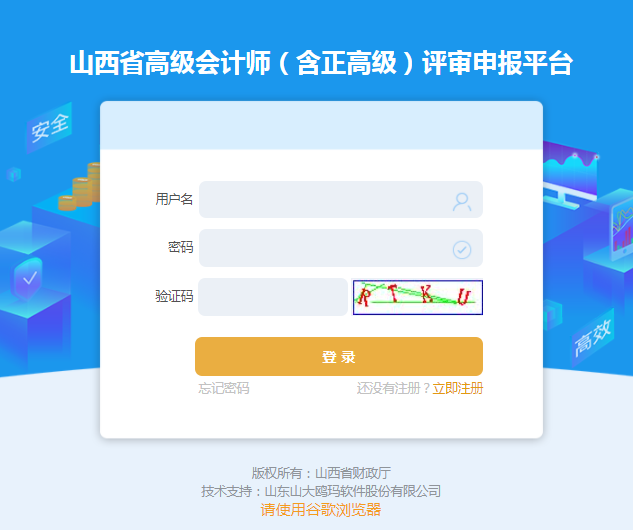 山西省高级会计师（含正高级）评审申报平台
安全
用户名
密码
验证码 RTKU
登 录
忘记密码 还没有注册？立即注册
高效
版权所有：山西省财政厅
技术支持：山东山大鸥玛软件股份有限公司
请使用谷歌浏览器